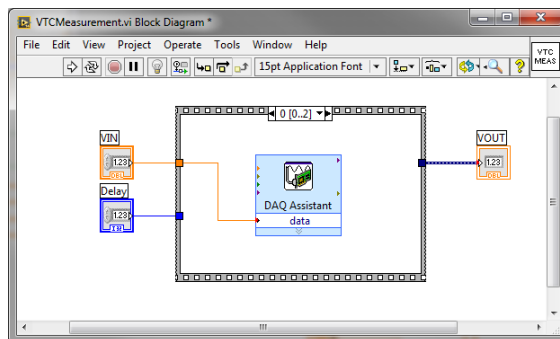 VTCMeasurement.vi Block Diagram *
File Edit View Project Operate Tools Window Help
15pt Application Font
VTC
MEAS
0 [0..2]
VIN
1.23
DBL
Delay
1.23
DAQ Assistant
data
VOUT
1.23
DBL